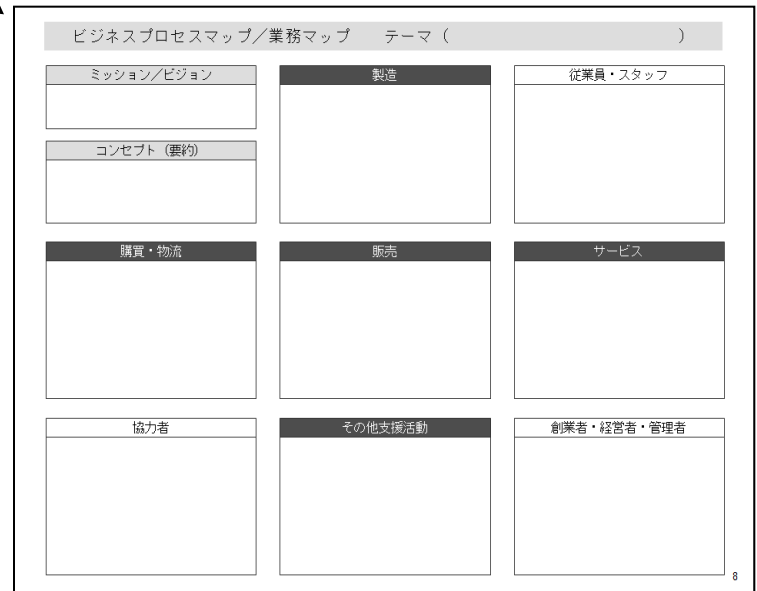 ビジネスプロセスマップ／業務マップ　　テーマ（　　　　　　　　　　　　　）
ミッション／ビジョン
製造
従業員・スタッフ
コンセプト（要約）
購買・物流
販売
サービス
協力者
その他支援活動
創業者・経営者・管理者
8